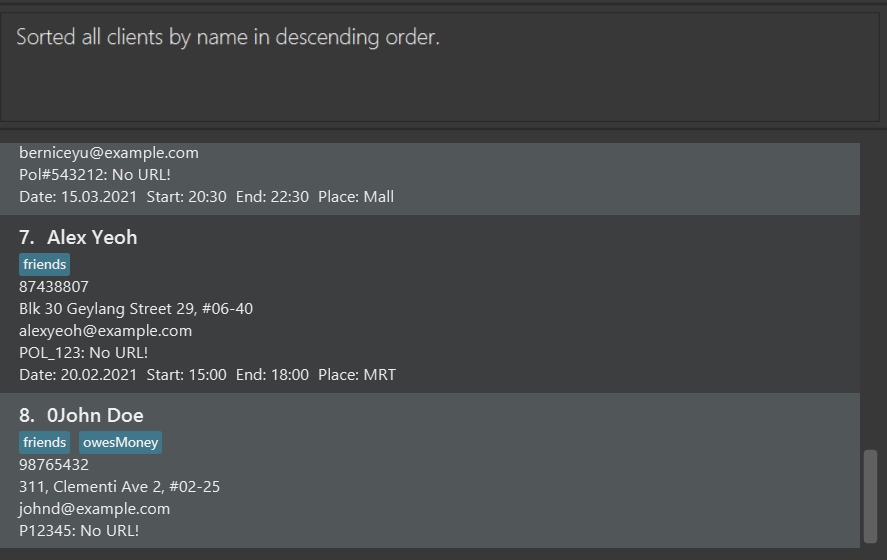 Sorted all clients by name in descending order.
berniceyu@example.com
Pol#543212: No URL!
Date: 15.03.2021  Start: 20:30  End: 22:30  Place: Mall
7.  Alex Yeoh
friends
87438807
Blk 30 Geylang Street 29, #06-40
alexyeoh@example.com
POL_123: No URL!
Date: 20.02.2021  Start: 15:00  End: 18:00  Place: MRT
8.  0John Doe
friends  owesMoney
98765432
311, Clementi Ave 2, #02-25
johnd@example.com
P12345: No URL!